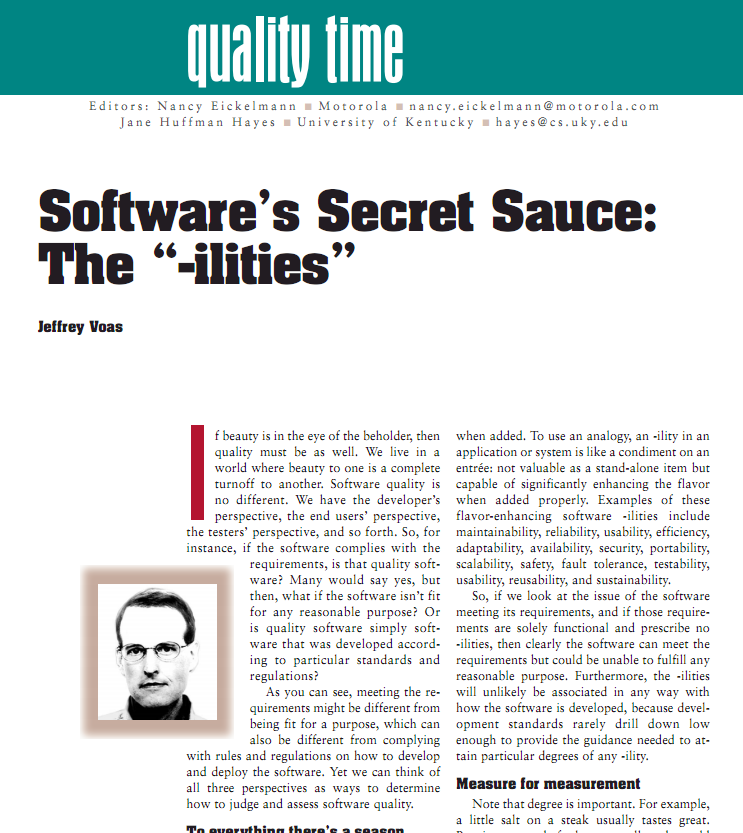 quality time
Editors: Nancy Eickelmann ■ Motorola ■ nancy.eickelmann@motorola.com
Jane Huffman Hayes ■ University of Kentucky ■ hayes@cs.uky.edu
Software’s Secret Sauce:
The “-ilities”
Jeffrey Voas
If beauty is in the eye of the beholder, then
quality must be as well. We live in a
world where beauty to one is a complete
turnoff to another. Software quality is
no different. We have the developer’s
perspective, the end users’ perspective,
the testers’ perspective, and so forth. So, for
instance, if the software complies with the
requirements, is that quality soft-
ware? Many would say yes, but
then, what if the software isn’t fit
for any reasonable purpose? Or
is quality software simply soft-
ware that was developed accord-
ing to particular standards and
regulations?
As you can see, meeting the re-
quirements might be different from
being fit for a purpose, which can
also be different from complying
with rules and regulations on how to develop
and deploy the software. Yet we can think of
all three perspectives as ways to determine
how to judge and assess software quality.
To everything there’s a season
when added. To use an analogy, an -ility in an
application or system is like a condiment on an
entrée: not valuable as a stand-alone item but
capable of significantly enhancing the flavor
when added properly. Examples of these
flavor-enhancing software -ilities include
maintainability, reliability, usability, efficiency,
adaptability, availability, security, portability,
scalability, safety, fault tolerance, testability,
usability, reusability, and sustainability.
So, if we look at the issue of the software
meeting its requirements, and if those require-
ments are solely functional and prescribe no
-ilities, then clearly the software can meet the
requirements but could be unable to fulfill any
reasonable purpose. Furthermore, the -ilities
will unlikely be associated in any way with
how the software is developed, because devel-
opment standards rarely drill down low
enough to provide the guidance needed to at-
tain particular degrees of any -ility.
Measure for measurement
Note that degree is important. For example,
a little salt on a steak usually tastes great.